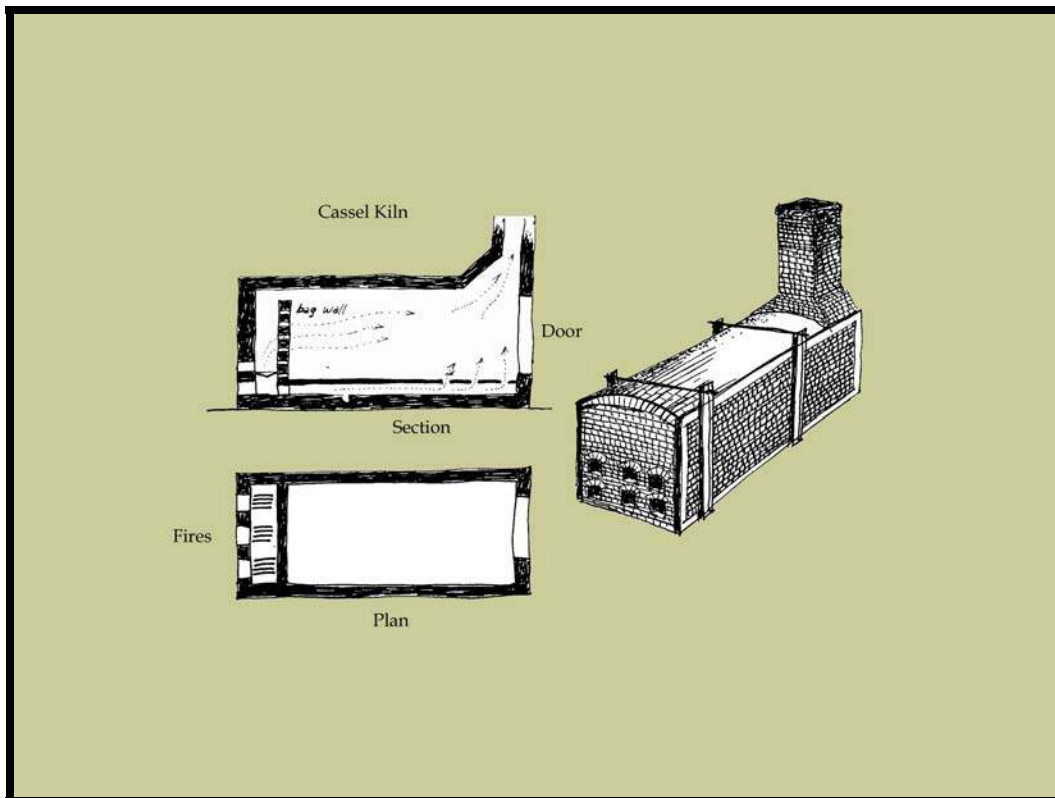 Cassel Kiln
bag wall
Door
Section
Fires
Plan